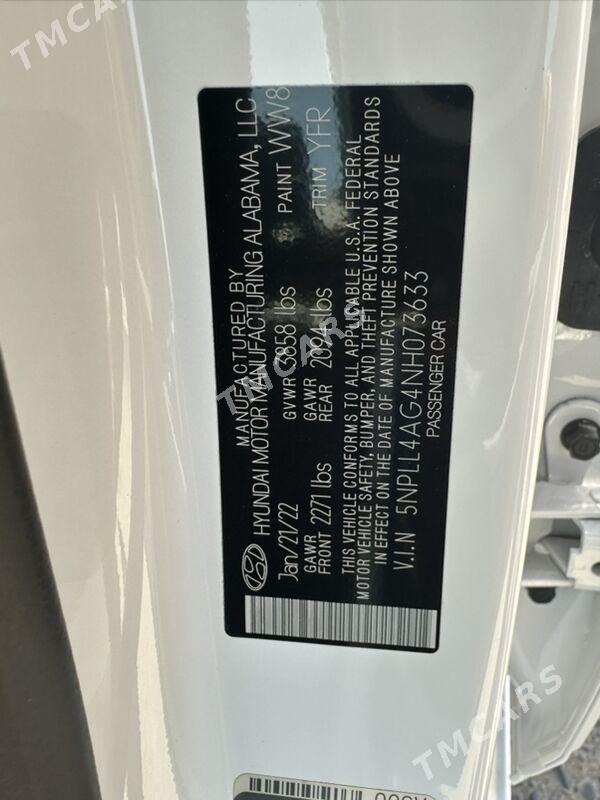 MANUFACTURED BY
HYUNDAI MOTOR MANUFACTURING ALABAMA, LLC
Jan/21/22 GVWR 3858 lbs PAINT WW8
GAWR FRONT 2271 lbs GAWR REAR 2094 lbs TRIM YFR
THIS VEHICLE CONFORMS TO ALL APPLICABLE U.S.A. FEDERAL
MOTOR VEHICLE SAFETY, BUMPER, AND THEFT PREVENTION STANDARDS
IN EFFECT ON THE DATE OF MANUFACTURE SHOWN ABOVE
V.I.N 5NPLL4AG4NH073633
PASSENGER CAR
TMCARS
TMCARS
TMCARS